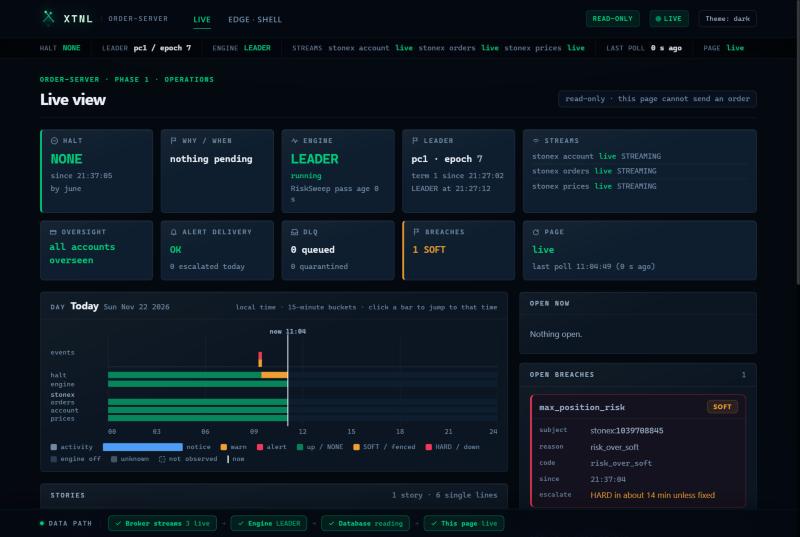 XTNL ORDER-SERVER LIVE EDGE · SHELL READ-ONLY LIVE Theme: dark
HALT NONE LEADER pc1 / epoch 7 ENGINE LEADER STREAMS stonex account live stonex orders live stonex prices live LAST POLL 0 s ago PAGE live
ORDER-SERVER · PHASE 1 · OPERATIONS
Live view
read-only · this page cannot send an order
HALT
NONE
since 21:37:05
by june
WHY / WHEN
nothing pending
ENGINE
LEADER
running
RiskSweep pass age 0
s
LEADER
pc1 · epoch 7
term 1 since 21:27:02
LEADER at 21:27:12
STREAMS
stonex account live STREAMING
stonex orders live STREAMING
stonex prices live STREAMING
OVERSIGHT
all accounts
overseen
ALERT DELIVERY
OK
0 escalated today
DLQ
0 queued
0 quarantined
BREACHES
1 SOFT
PAGE
live
last poll 11:04:49 (0 s ago)
DAY Today Sun Nov 22 2026 local time · 15-minute buckets · click a bar to jump to that time
now 11:04
events
halt
engine
stonex
orders
account
prices
00 03 06 09 12 15 18 21 24
activity notice warn alert up / NONE SOFT / fenced HARD / down
engine off unknown not observed now
STORIES 1 story · 6 single lines
OPEN NOW
Nothing open.
OPEN BREACHES 1
max_position_risk SOFT
subject stonex:1039708845
reason risk_over_soft
code risk_over_soft
since 21:37:04
escalate HARD in about 14 min unless fixed
DATA PATH ✓ Broker streams 3 live → ✓ Engine LEADER → ✓ Database reading → ✓ This page live